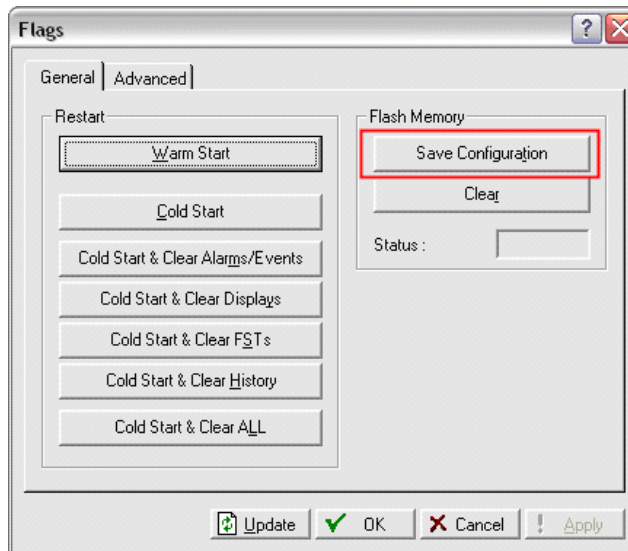 Flags
General
Advanced
Restart
Warm Start
Cold Start
Cold Start & Clear Alarms/Events
Cold Start & Clear Displays
Cold Start & Clear FSTs
Cold Start & Clear History
Cold Start & Clear ALL
Flash Memory
Save Configuration
Clear
Status :
Update
OK
Cancel
! Apply